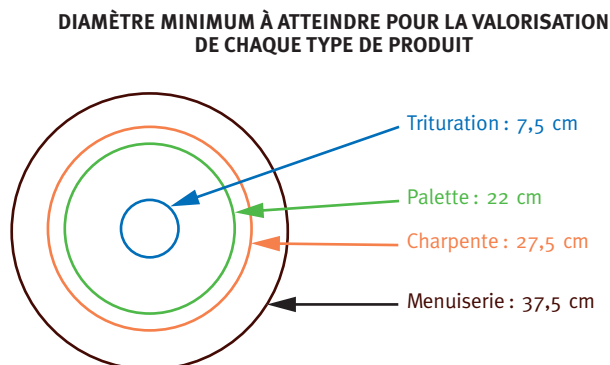 DIAMÈTRE MINIMUM À ATTEINDRE POUR LA VALORISATION
DE CHAQUE TYPE DE PRODUIT
Trituration : 7,5 cm
Palette : 22 cm
Charpente : 27,5 cm
Menuiserie : 37,5 cm